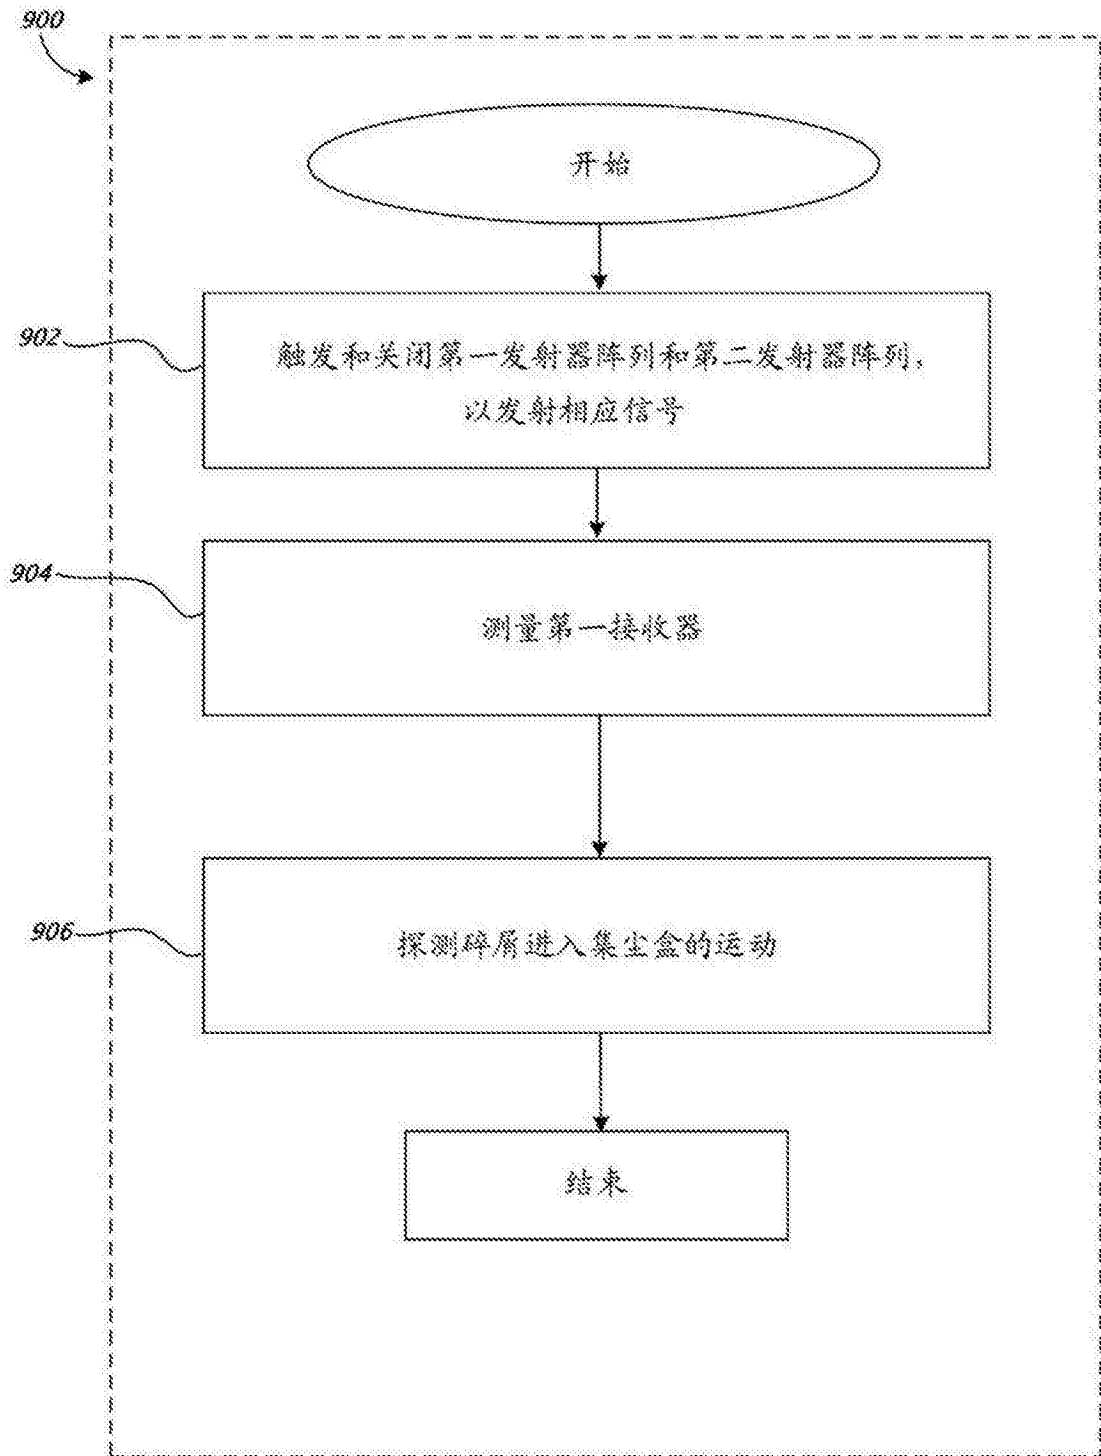 900
开始
902
触发和关闭第一发射器阵列和第二发射器阵列，
以发射相应信号
904
测量第一接收器
906
探测碎屑进入集尘盒的运动
结束